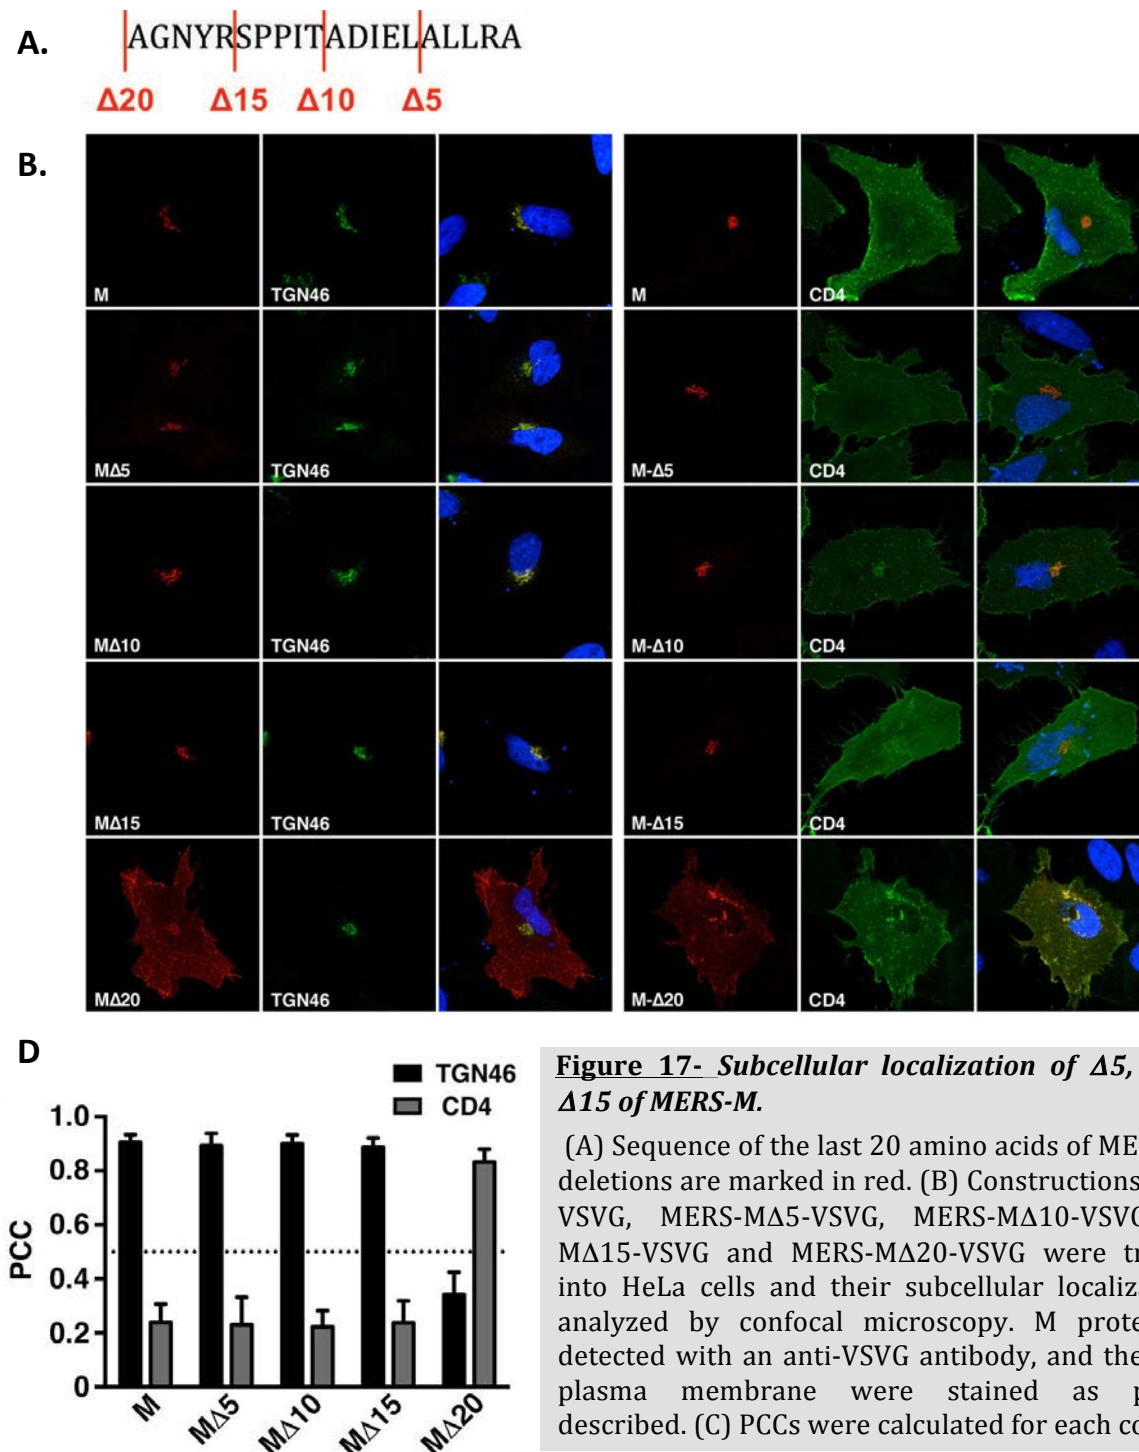 A.
AGNYRSPPITADIELALLRA
Δ20 Δ15 Δ10 Δ5
B.
M TGN46 M CD4
MΔ5 TGN46 M-Δ5 CD4
MΔ10 TGN46 M-Δ10 CD4
MΔ15 TGN46 M-Δ15 CD4
MΔ20 TGN46 M-Δ20 CD4
D
TGN46
CD4
PCC
1.0
0.8
0.6
0.4
0.2
0
M MΔ5 MΔ10 MΔ15 MΔ20
Figure 17- Subcellular localization of Δ5,
Δ15 of MERS-M.
(A) Sequence of the last 20 amino acids of
deletions are marked in red. (B) Constructions
VSVG, MERS-MΔ5-VSVG, MERS-MΔ10-VSVG
MΔ15-VSVG and MERS-MΔ20-VSVG were
into HeLa cells and their subcellular
analyzed by confocal microscopy. M
detected with an anti-VSVG antibody, and
plasma membrane were stained as
described. (C) PCCs were calculated for each